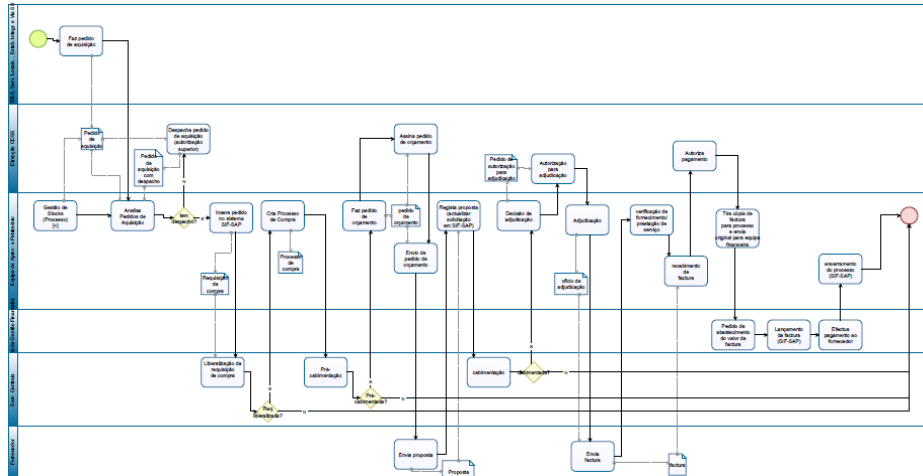 Faz pedido
de aquisição
Direcção CDSS
Pedido
de
aquisição
Despacha pedido
de aquisição
(autorização
superior)
Pedido
de
aquisição
com
despacho
Assina pedido
de orçamento
Pedido de
autorização
para
adjudicação
Autorização
para
adjudicação
Autoriza
pagamento
Gestão de
Stocks
(Processo)
Analisa
Pedidos de
Aquisição
tem
despacho?
N
Insere pedido
no sistema
SIF-SAP
Cria Processo
de Compra
Faz pedido
de
orçamento
pedido de
orçamento
Regista proposta
(actualizar
solicitação
em SIF-SAP)
Decisão de
adjudicação
Adjudicação
verificação do
fornecimento/
prestação de
serviço
Tira cópia de
factura
para processo
e envia
original para equipa
financeira
Requisição
de
compra
Processo
de
compra
Envio de
pedido de
orçamento
ofício de
adjudicação
recebimento
da
factura
encerramento
do processo
(SIF-SAP)
Pedido de
abastecimento
do valor da
factura
Lançamento
da factura
(SIF-SAP)
Efectua
pagamento ao
fornecedor
Liberalização da
requisição
de compra
Req
liberalizada?
N
Pré-
cabimentação
Pré-
cabimentada?
N
cabimentação
cabimentada?
N
Fornecedor
Envia proposta
Proposta
Envia
factura
factura